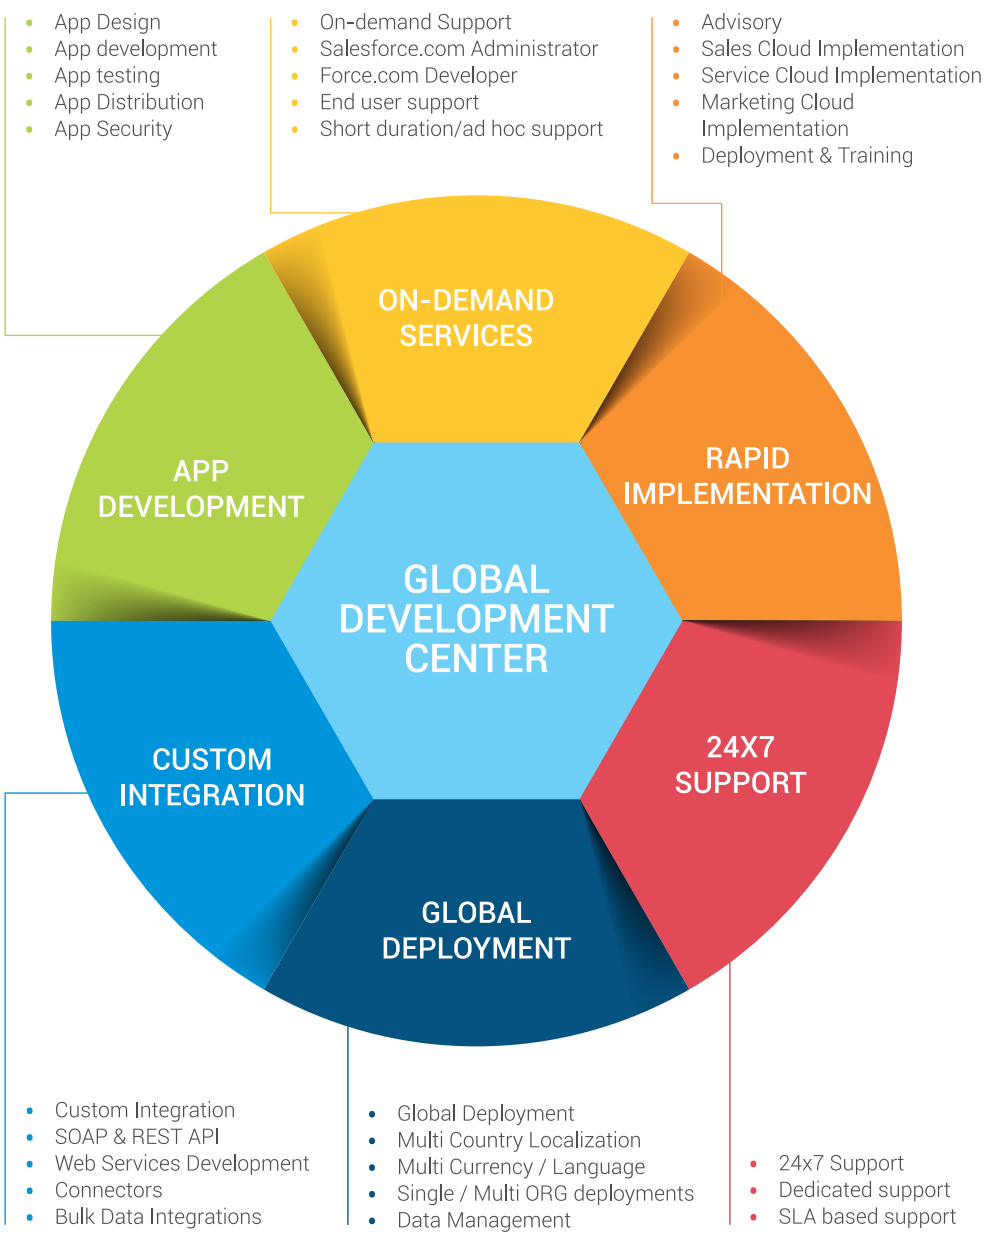 App Design
App development
App testing
App Distribution
App Security
On-demand Support
Salesforce.com Administrator
Force.com Developer
End user support
Short duration/ad hoc support
Advisory
Sales Cloud Implementation
Service Cloud Implementation
Marketing Cloud
Implementation
Deployment & Training
ON-DEMAND
SERVICES
RAPID
IMPLEMENTATION
APP
DEVELOPMENT
GLOBAL
DEVELOPMENT
CENTER
24X7
SUPPORT
CUSTOM
INTEGRATION
GLOBAL
DEPLOYMENT
Custom Integration
SOAP & REST API
Web Services Development
Connectors
Bulk Data Integrations
Global Deployment
Multi Country Localization
Multi Currency / Language
Single / Multi ORG deployments
Data Management
24x7 Support
Dedicated support
SLA based support